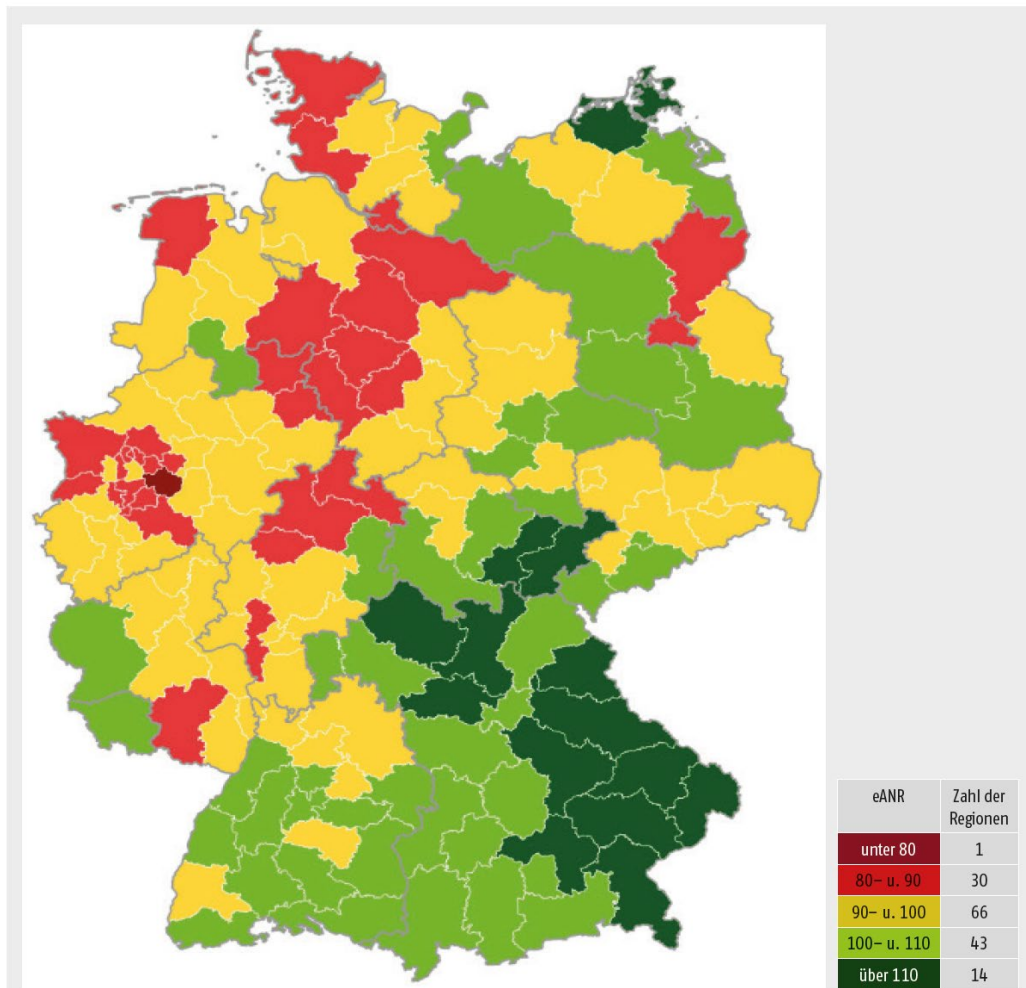 eANR Zahl der
Regionen
unter 80 1
80– u. 90 30
90– u. 100 66
100– u. 110 43
über 110 14